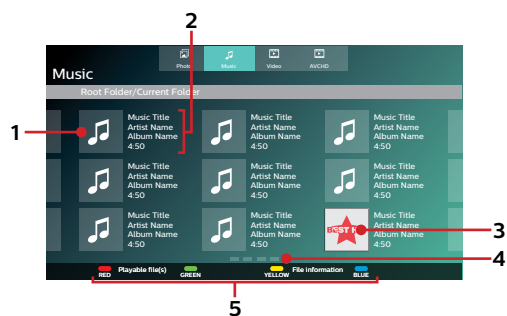 2
Photo Music Video AVCHD
Music
Root Folder/Current Folder
1
Music Title
Artist Name
Album Name
4:50
Music Title
Artist Name
Album Name
4:50
Music Title
Artist Name
Album Name
4:50
Music Title
Artist Name
Album Name
4:50
Music Title
Artist Name
Album Name
4:50
Music Title
Artist Name
Album Name
4:50
Music Title
Artist Name
Album Name
4:50
Music Title
Artist Name
Album Name
4:50
BEST H
Music Title
Artist Name
Album Name
4:50
3
4
RED Playable file(s) GREEN YELLOW File information BLUE
5